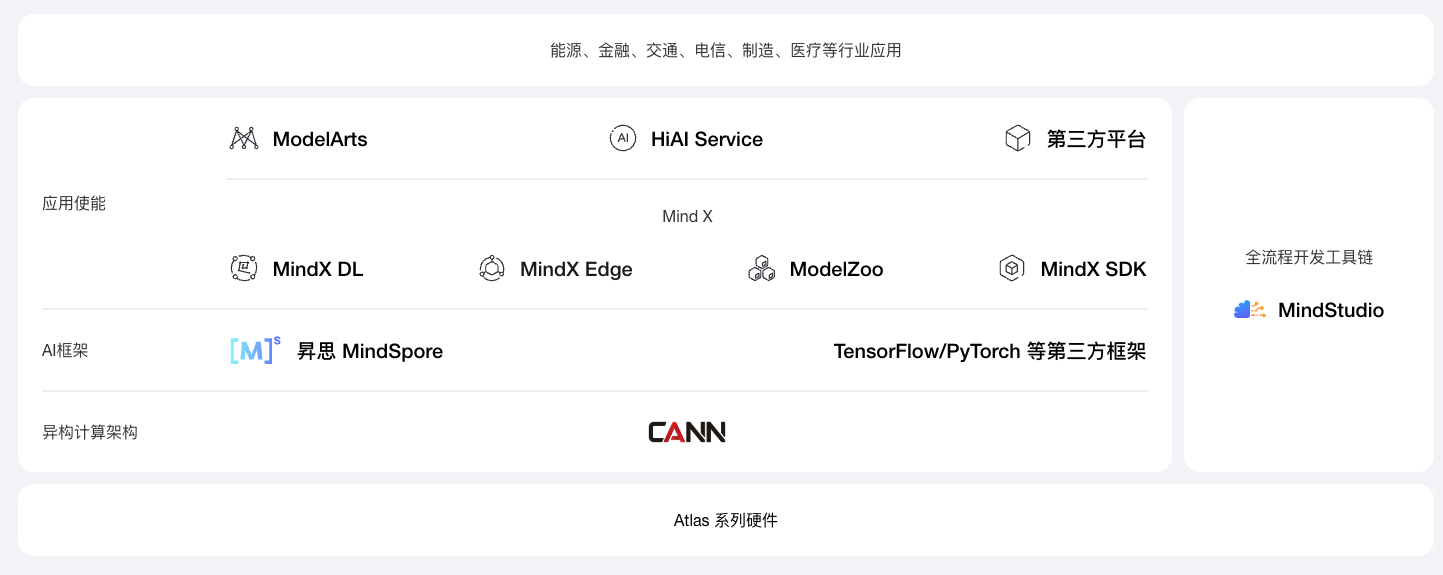 能源、金融、交通、电信、制造、医疗等行业应用
应用使能
ModelArts
AI
HiAI Service
第三方平台
Mind X
MindX DL
MindX Edge
ModelZoo
MindX SDK
AI框架
[M]s
昇思 MindSpore
TensorFlow/PyTorch 等第三方框架
异构计算架构
CANN
全流程开发工具链
MindStudio
Atlas 系列硬件